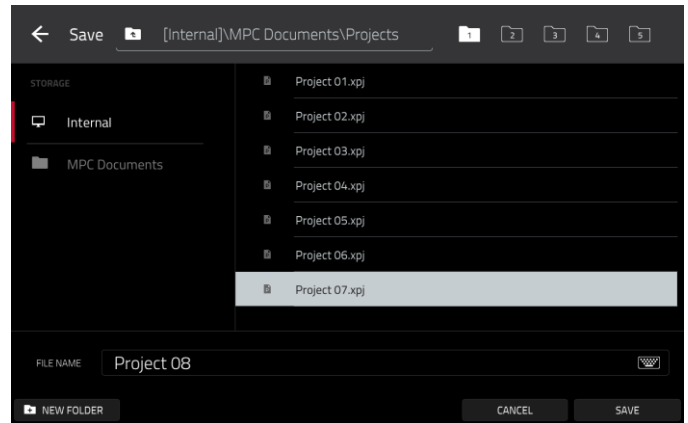 Save [Internal]\MPC Documents\Projects 1 2 3 4 5
STORAGE
Internal
MPC Documents
Project 01.xpj
Project 02.xpj
Project 03.xpj
Project 04.xpj
Project 05.xpj
Project 06.xpj
Project 07.xpj
FILE NAME Project 08
NEW FOLDER CANCEL SAVE